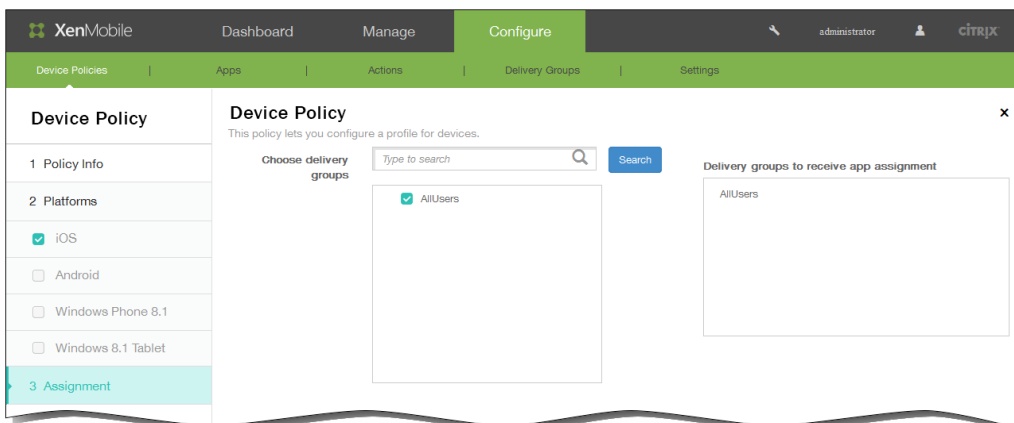 XenMobile Dashboard Manage Configure administrator CITRIX
Device Policies | Apps | Actions | Delivery Groups | Settings
Device Policy
1 Policy Info
2 Platforms
iOS
Android
Windows Phone 8.1
Windows 8.1 Tablet
3 Assignment
Device Policy
x
This policy lets you configure a profile for devices.
Choose delivery
groups
Type to search
Search
AllUsers
Delivery groups to receive app assignment
AllUsers